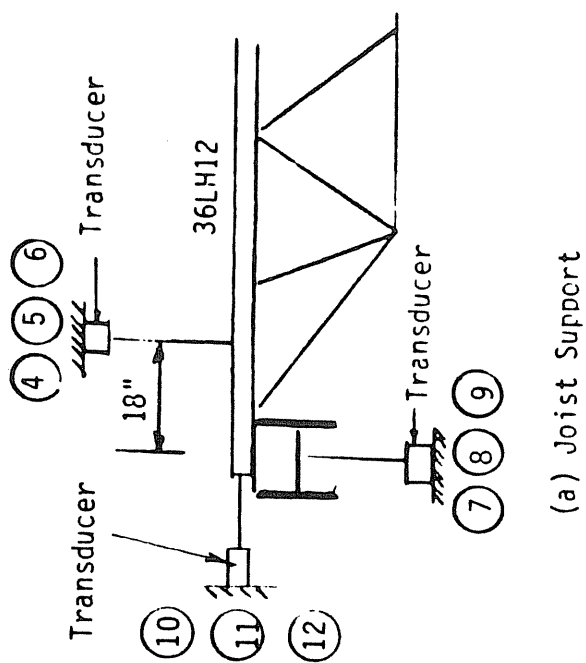 4 5 6
Transducer
18"
36LH12
Transducer
10
11
12
Transducer
7 8 9
(a) Joist Support